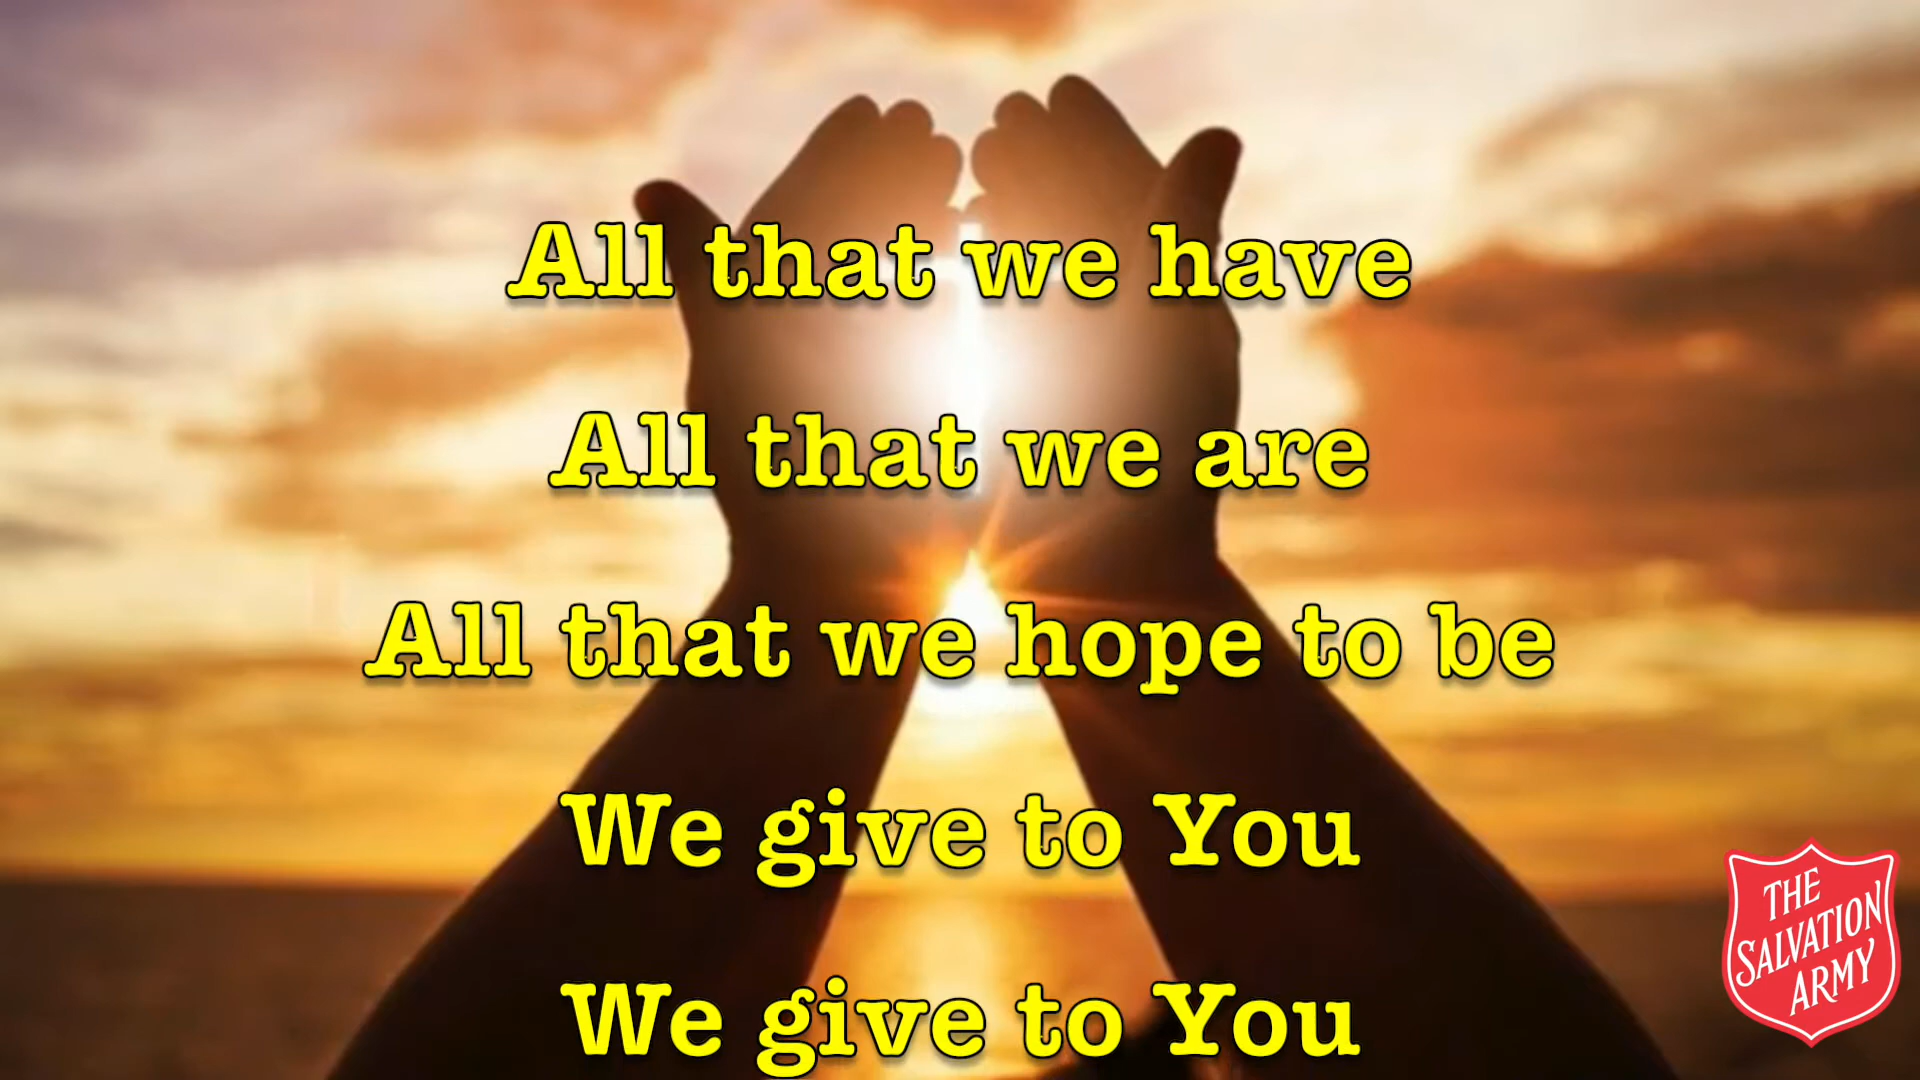 All that we have
All that we are
All that we hope to be
We give to You
We give to You
THE
SALVATION
ARMY